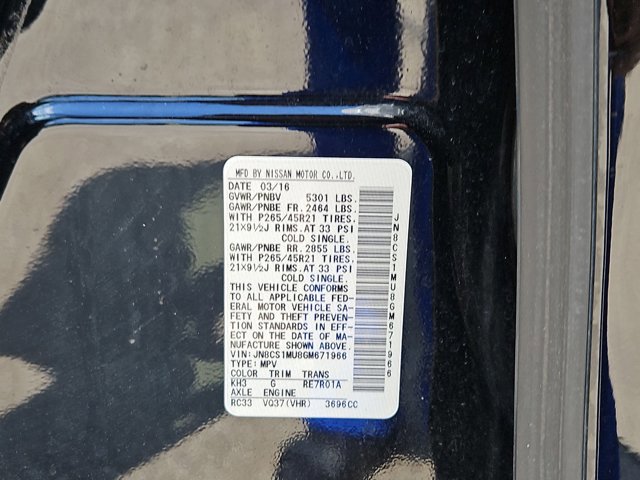 MFD BY NISSAN MOTOR CO.,LTD.
DATE 03/16
GVWR/PNBV 5301 LBS.
GAWR/PNBE FR.2464 LBS.
WITH P265/45R21 TIRES.
21X9½J RIMS.AT 33 PSI
COLD SINGLE.
GAWR/PNBE RR.2855 LBS.
WITH P265/45R21 TIRES.
21X9½J RIMS.AT 33 PSI
COLD SINGLE.
THIS VEHICLE CONFORMS
TO ALL APPLICABLE FED-
ERAL MOTOR VEHICLE SA-
FETY AND THEFT PREVEN-
TION STANDARDS IN EFF-
ECT ON THE DATE OF MA-
NUFACTURE SHOWN ABOVE.
VIN:JN8CS1MU8GM671966
TYPE:MPV
COLOR TRIM TRANS
KH3 G RE7R01A
AXLE ENGINE
RC33 VQ37(VHR) 3696CC
JN8CS1MU8GM671966